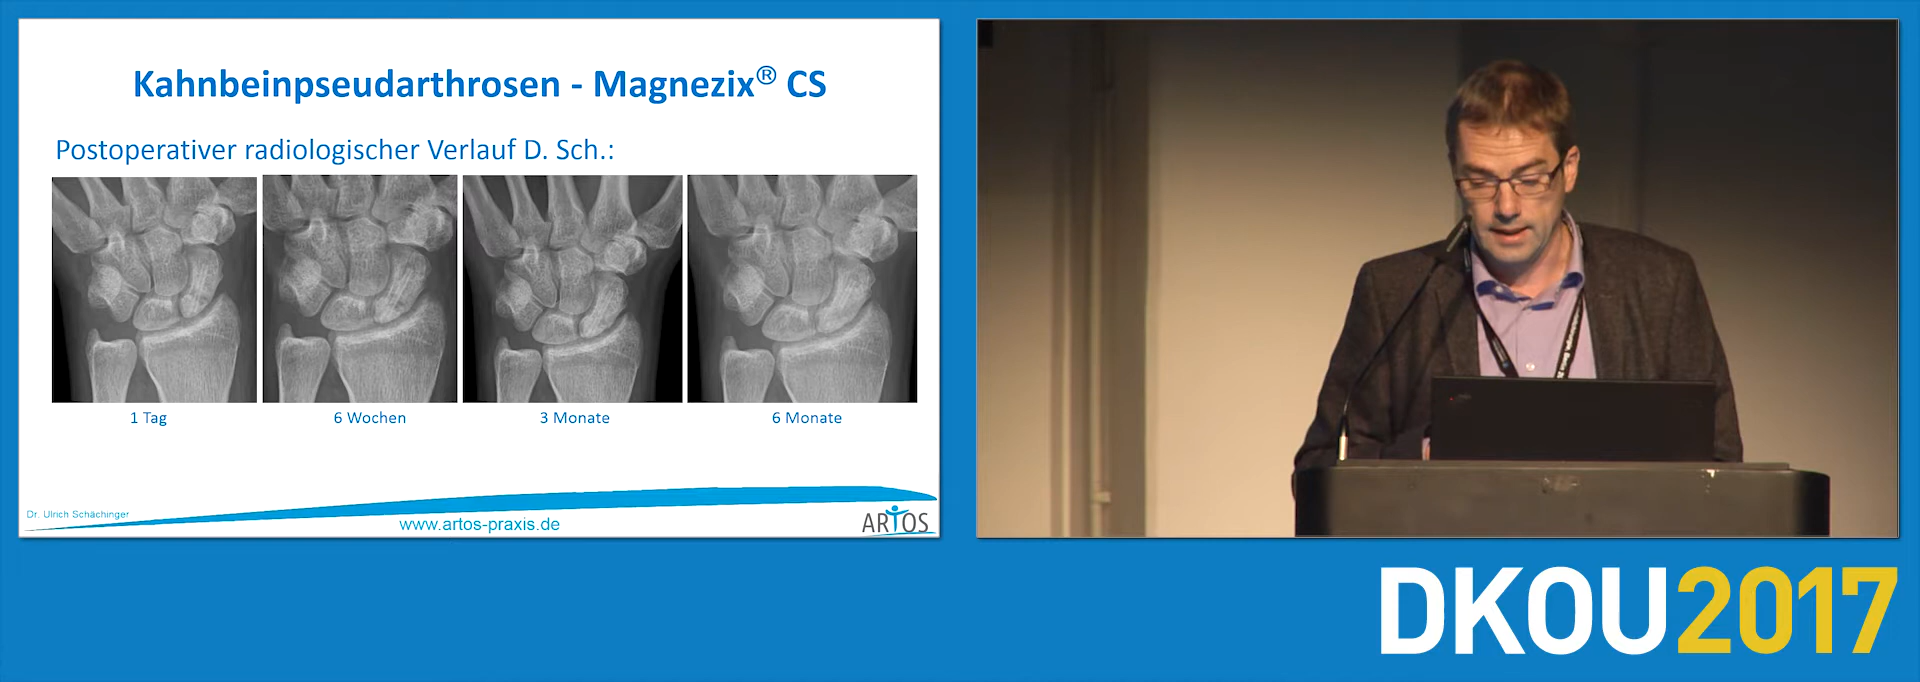 Kahnbeinpseudarthrosen - Magnezix® CS
Postoperativer radiologischer Verlauf D. Sch.:
1 Tag
6 Wochen
3 Monate
6 Monate
Dr. Ulrich Schächinger
www.artos-praxis.de
ARTOS
DKOU2017